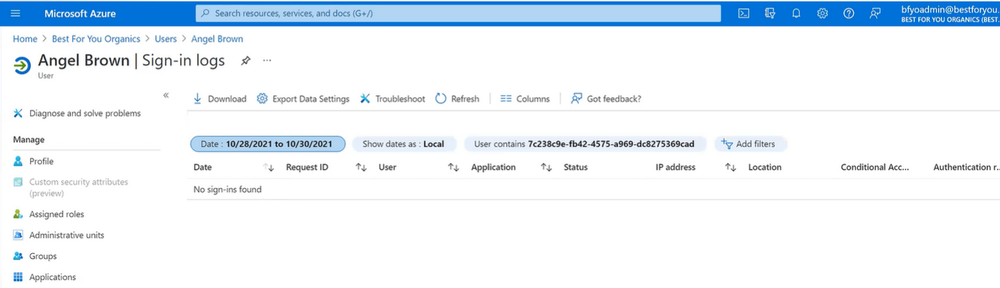 Microsoft Azure
Search resources, services, and docs (G+/)
bfyoadmin@bestforyou.
BEST FOR YOU ORGANICS (BEST.
Home > Best For You Organics > Users > Angel Brown
Angel Brown | Sign-in logs ...
User
«
Download Export Data Settings Troubleshoot Refresh | Columns | Got feedback?
Diagnose and solve problems
Manage
Profile
Custom security attributes
(preview)
Assigned roles
Administrative units
Groups
Applications
Date : 10/28/2021 to 10/30/2021 Show dates as : Local User contains 7c238c9e-fb42-4575-a969-dc8275369cad Add filters
Date ↑↓ Request ID ↑↓ User ↑↓ Application ↑↓ Status IP address ↑↓ Location Conditional Acc... Authentication r...
No sign-ins found